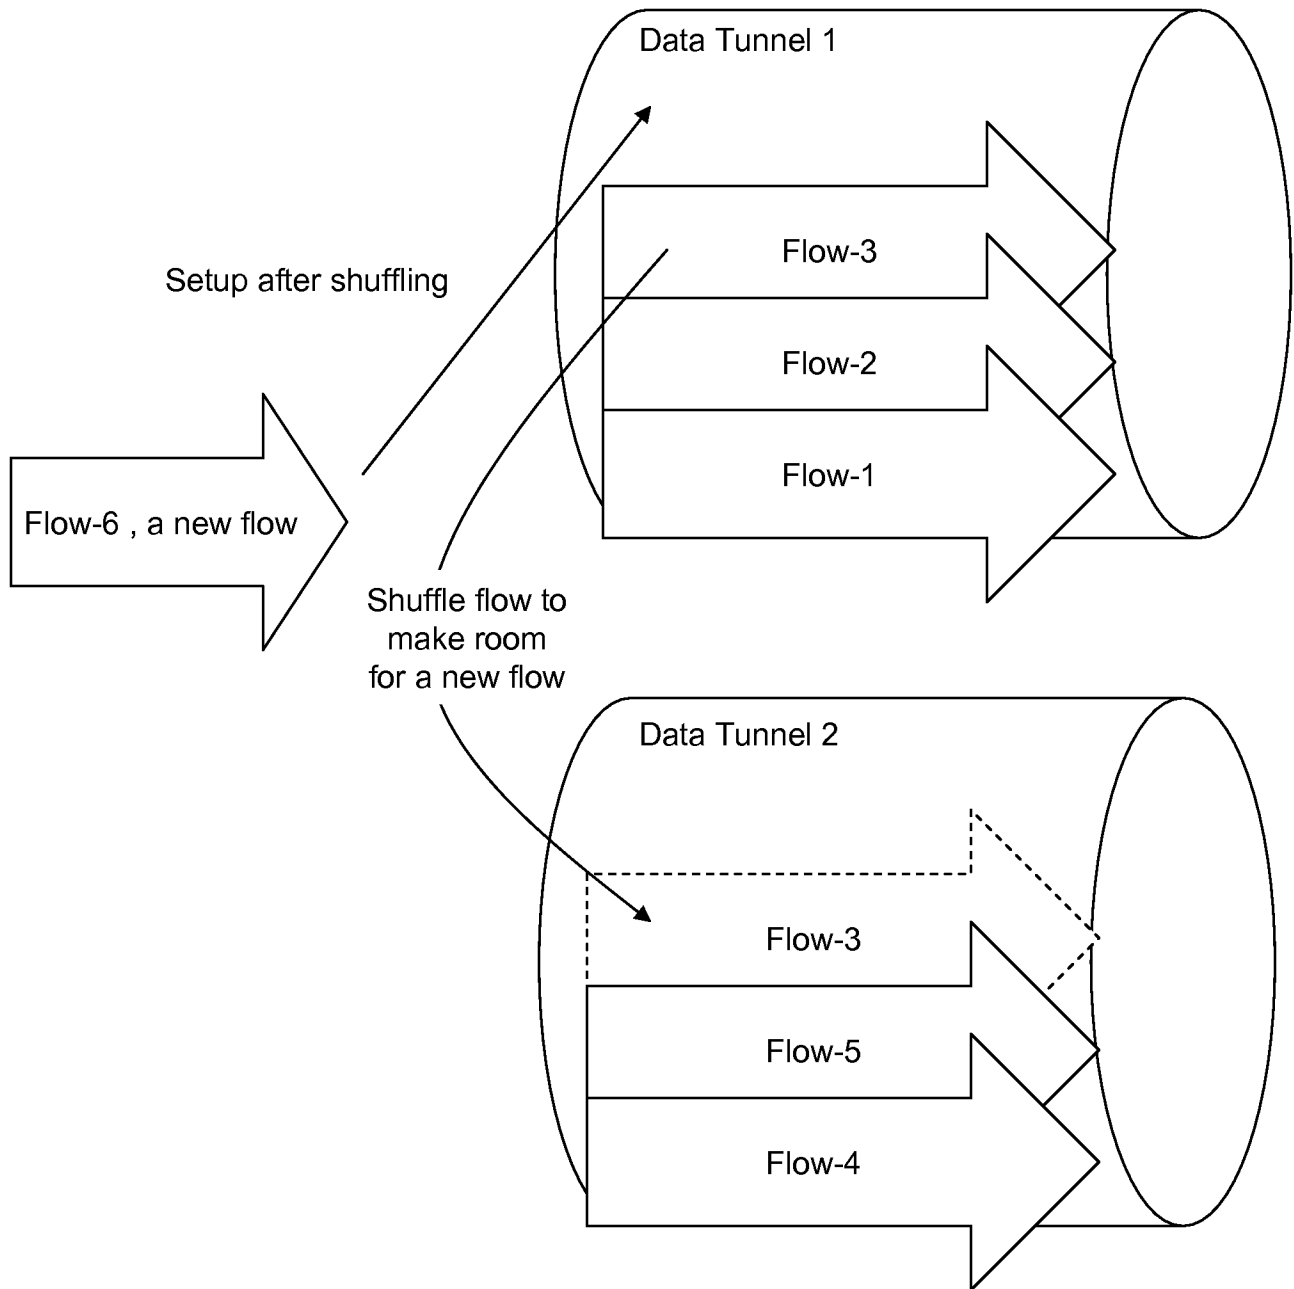 Data Tunnel 1
Flow-3
Setup after shuffling
Flow-2
Flow-1
Flow-6 , a new flow
Shuffle flow to
make room
for a new flow
Data Tunnel 2
Flow-3
Flow-5
Flow-4